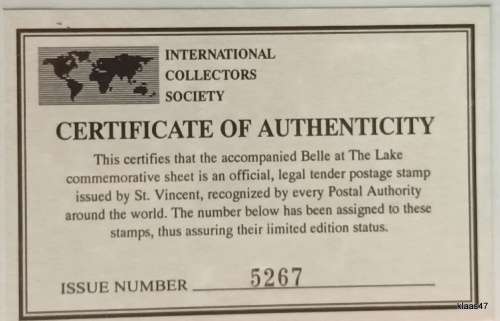 INTERNATIONAL
COLLECTORS
SOCIETY
CERTIFICATE OF AUTHENTICITY
This certifies that the accompanied Belle at The Lake
commemorative sheet is an official, legal tender postage stamp
issued by St. Vincent, recognized by every Postal Authority
around the world. The number below has been assigned to these
stamps, thus assuring their limited edition status.
ISSUE NUMBER 5267
klaas47